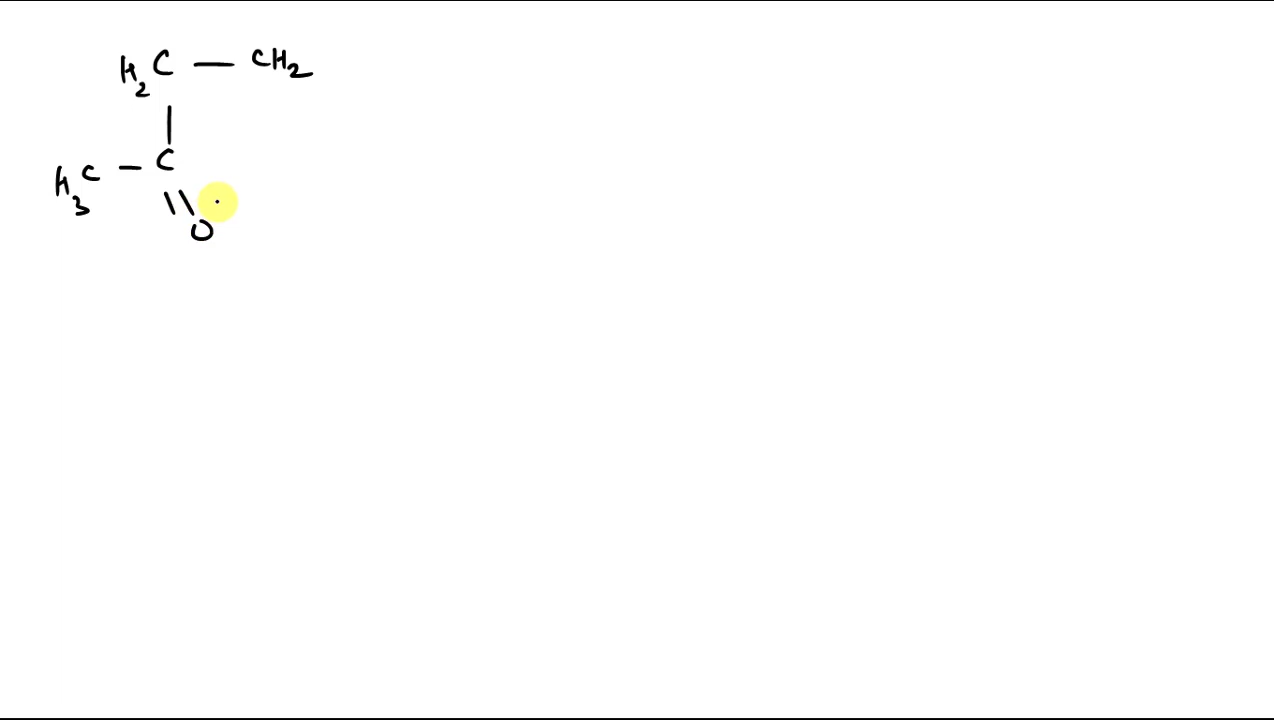 H₂C — CH₂
|
H₃C – C
\\
O